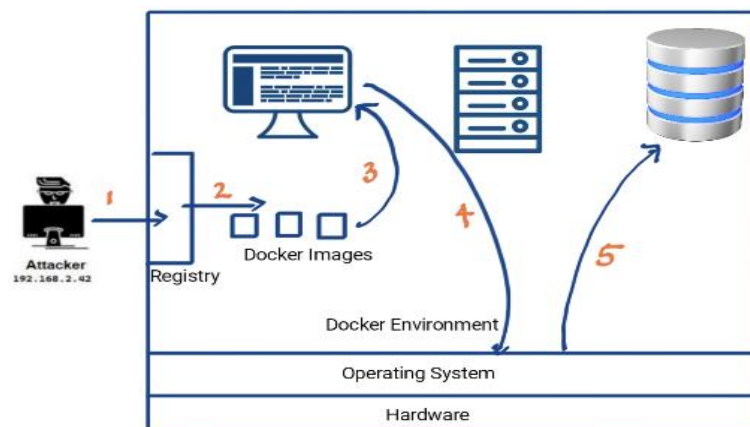 1
2
3
4
5
Attacker
192.168.2.42
Registry
Docker Images
Docker Environment
Operating System
Hardware